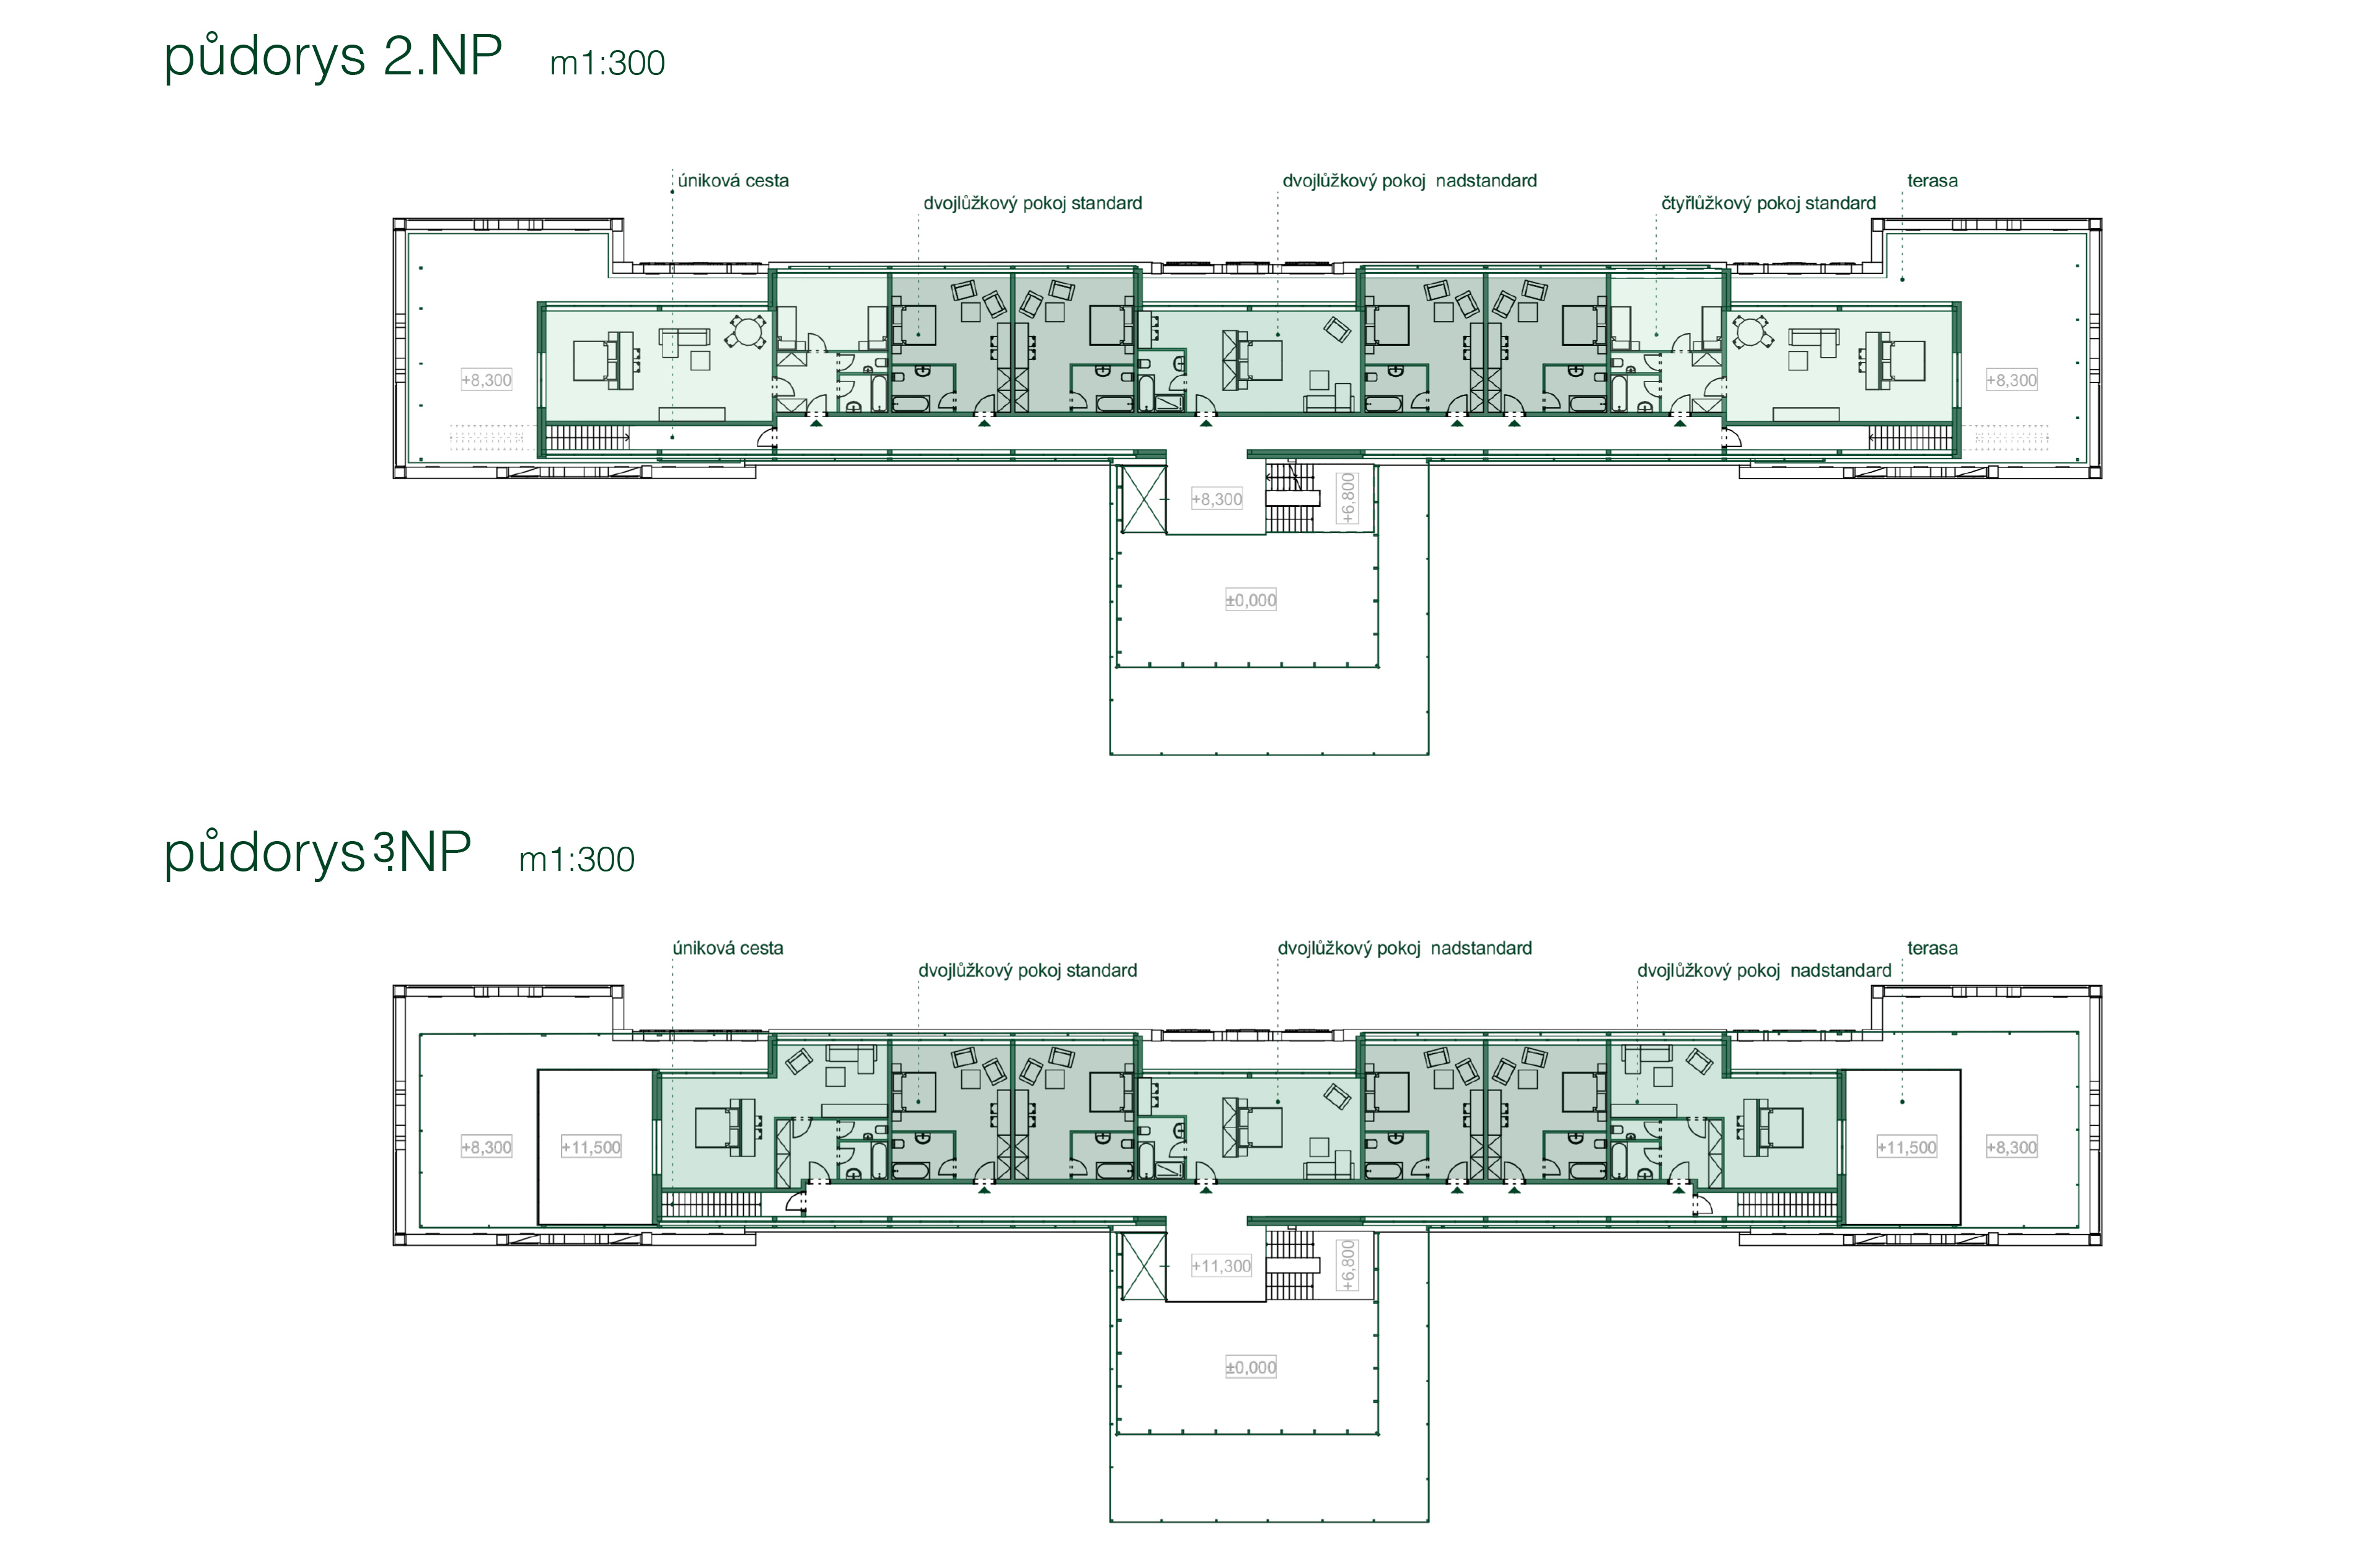 půdorys 2.NP m1:300
úniková cesta
dvojlůžkový pokoj nadstandard
terasa
dvojlůžkový pokoj standard
čtyřlůžkový pokoj standard
+8,300
+8,300
+8,300
+6,800
±0,000
půdorys 3.NP m1:300
úniková cesta
dvojlůžkový pokoj nadstandard
terasa
dvojlůžkový pokoj standard
dvojlůžkový pokoj nadstandard
+8,300
+11,500
+11,500
+8,300
+11,300
+6,800
±0,000